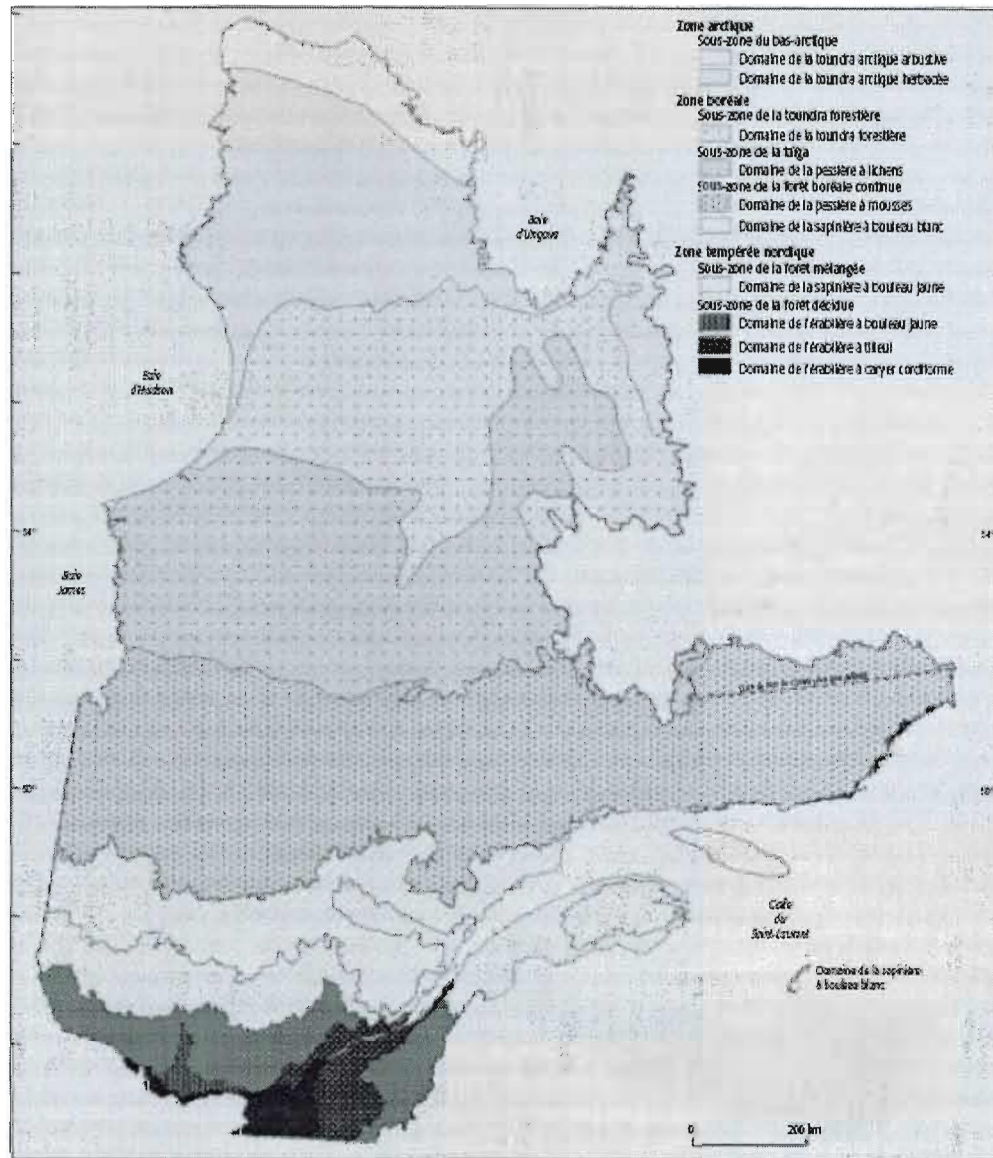 Zone arctique
Sous-zone du bas-arctique
Domaine de la toundra arctique arbustive
Domaine de la toundra arctique herbacée
Zone boréale
Sous-zone de la toundra forestière
Domaine de la toundra forestière
Sous-zone de la taïga
Domaine de la pessière à lichens
Sous-zone de la forêt boréale continue
Domaine de la pessière à mousses
Domaine de la sapinière à bouleau blanc
Zone tempérée nordique
Sous-zone de la forêt mélangée
Domaine de la sapinière à bouleau jaune
Sous-zone de la forêt décidue
Domaine de l'érablière à bouleau jaune
Domaine de l'érablière à tilleul
Domaine de l'érablière à caryer cordiforme
Baie
d'Ungava
Baie
d'Hudson
54°
54°
Baie
James
50°
50°
Golfe
du
Saint-Laurent
Domaine de la sapinière
à bouleau blanc
0
200 km